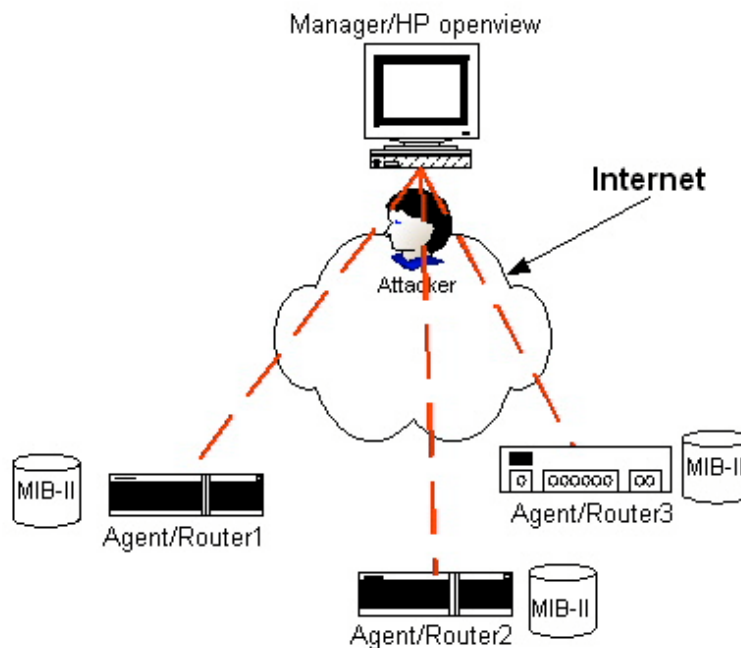 Manager/HP openview
Internet
Attacker
MIB-II
Agent/Router1
MIB-II
Agent/Router3
MIB-II
Agent/Router2